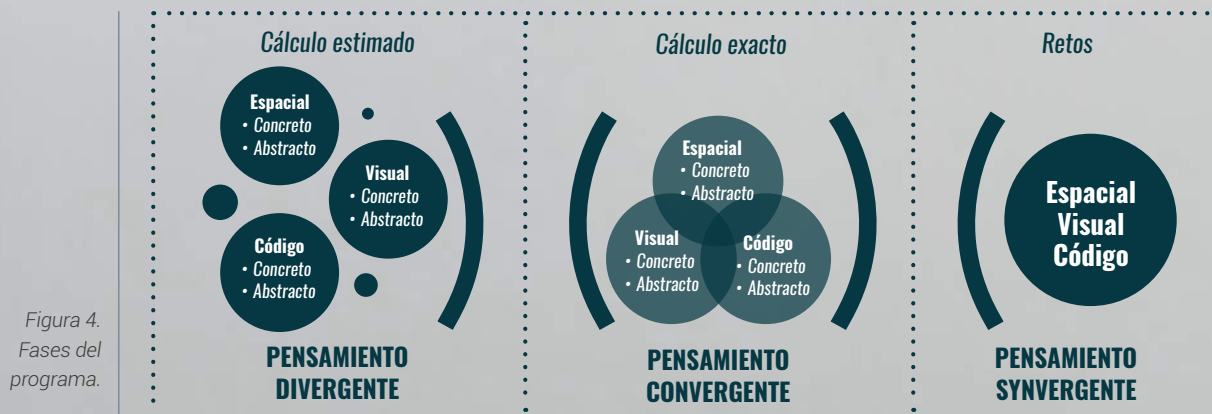 Cálculo estimado
Espacial
• Concreto
• Abstracto
Visual
• Concreto
• Abstracto
Código
• Concreto
• Abstracto
PENSAMIENTO
DIVERGENTE
Cálculo exacto
Espacial
• Concreto
• Abstracto
Visual
• Concreto
• Abstracto
Código
• Concreto
• Abstracto
PENSAMIENTO
CONVERGENTE
Retos
Espacial
Visual
Código
PENSAMIENTO
SYNVERGENTE
Figura 4.
Fases del
programa.